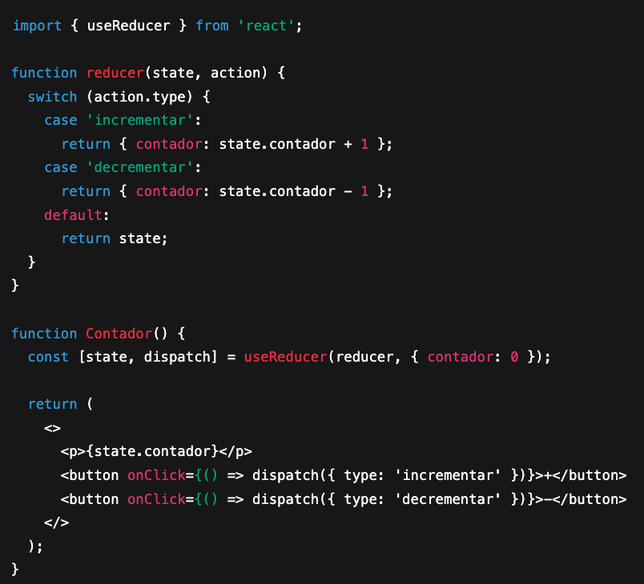 import { useReducer } from 'react';

function reducer(state, action) {
  switch (action.type) {
    case 'incrementar':
      return { contador: state.contador + 1 };
    case 'decrementar':
      return { contador: state.contador - 1 };
    default:
      return state;
  }
}

function Contador() {
  const [state, dispatch] = useReducer(reducer, { contador: 0 });

  return (
    <>
      <p>{state.contador}</p>
      <button onClick={() => dispatch({ type: 'incrementar' })}>+</button>
      <button onClick={() => dispatch({ type: 'decrementar' })}>-</button>
    </>
  );
}